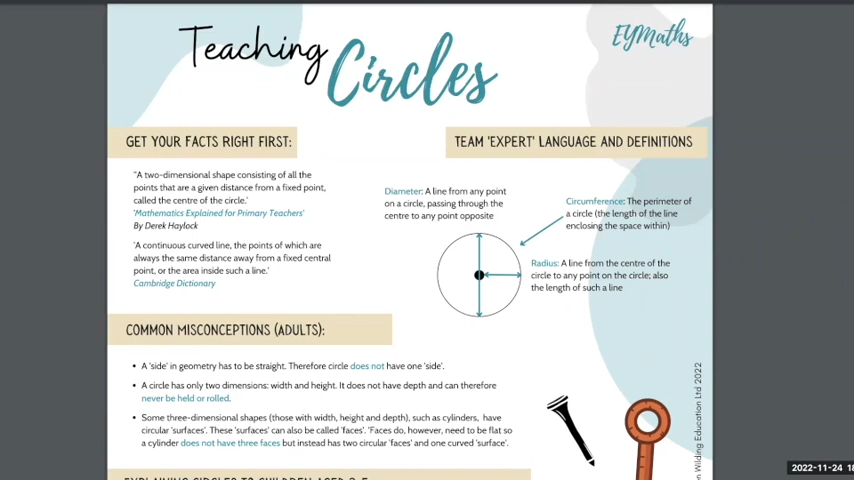 Teaching
Circles
EYMaths
GET YOUR FACTS RIGHT FIRST:
"A two-dimensional shape consisting of all the
points that are a given distance from a fixed point,
called the centre of the circle.'
'Mathematics Explained for Primary Teachers'
By Derek Haylock
'A continuous curved line, the points of which are
always the same distance away from a fixed central
point, or the area inside such a line.'
Cambridge Dictionary
TEAM 'EXPERT' LANGUAGE AND DEFINITIONS
Diameter: A line from any point
on a circle, passing through the
centre to any point opposite
Circumference: The perimeter of
a circle (the length of the line
enclosing the space within)
Radius: A line from the centre of the
circle to any point on the circle; also
the length of such a line
COMMON MISCONCEPTIONS (ADULTS):
• A 'side' in geometry has to be straight. Therefore circle does not have one 'side'.
• A circle has only two dimensions: width and height. It does not have depth and can therefore
never be held or rolled.
• Some three-dimensional shapes (those with width, height and depth), such as cylinders, have
circular 'surfaces'. These 'surfaces' can also be called 'faces'. 'Faces do, however, need to be flat so
a cylinder does not have three faces but instead has two circular 'faces' and one curved 'surface'.
Wilding Education Ltd 2022
2022-11-24